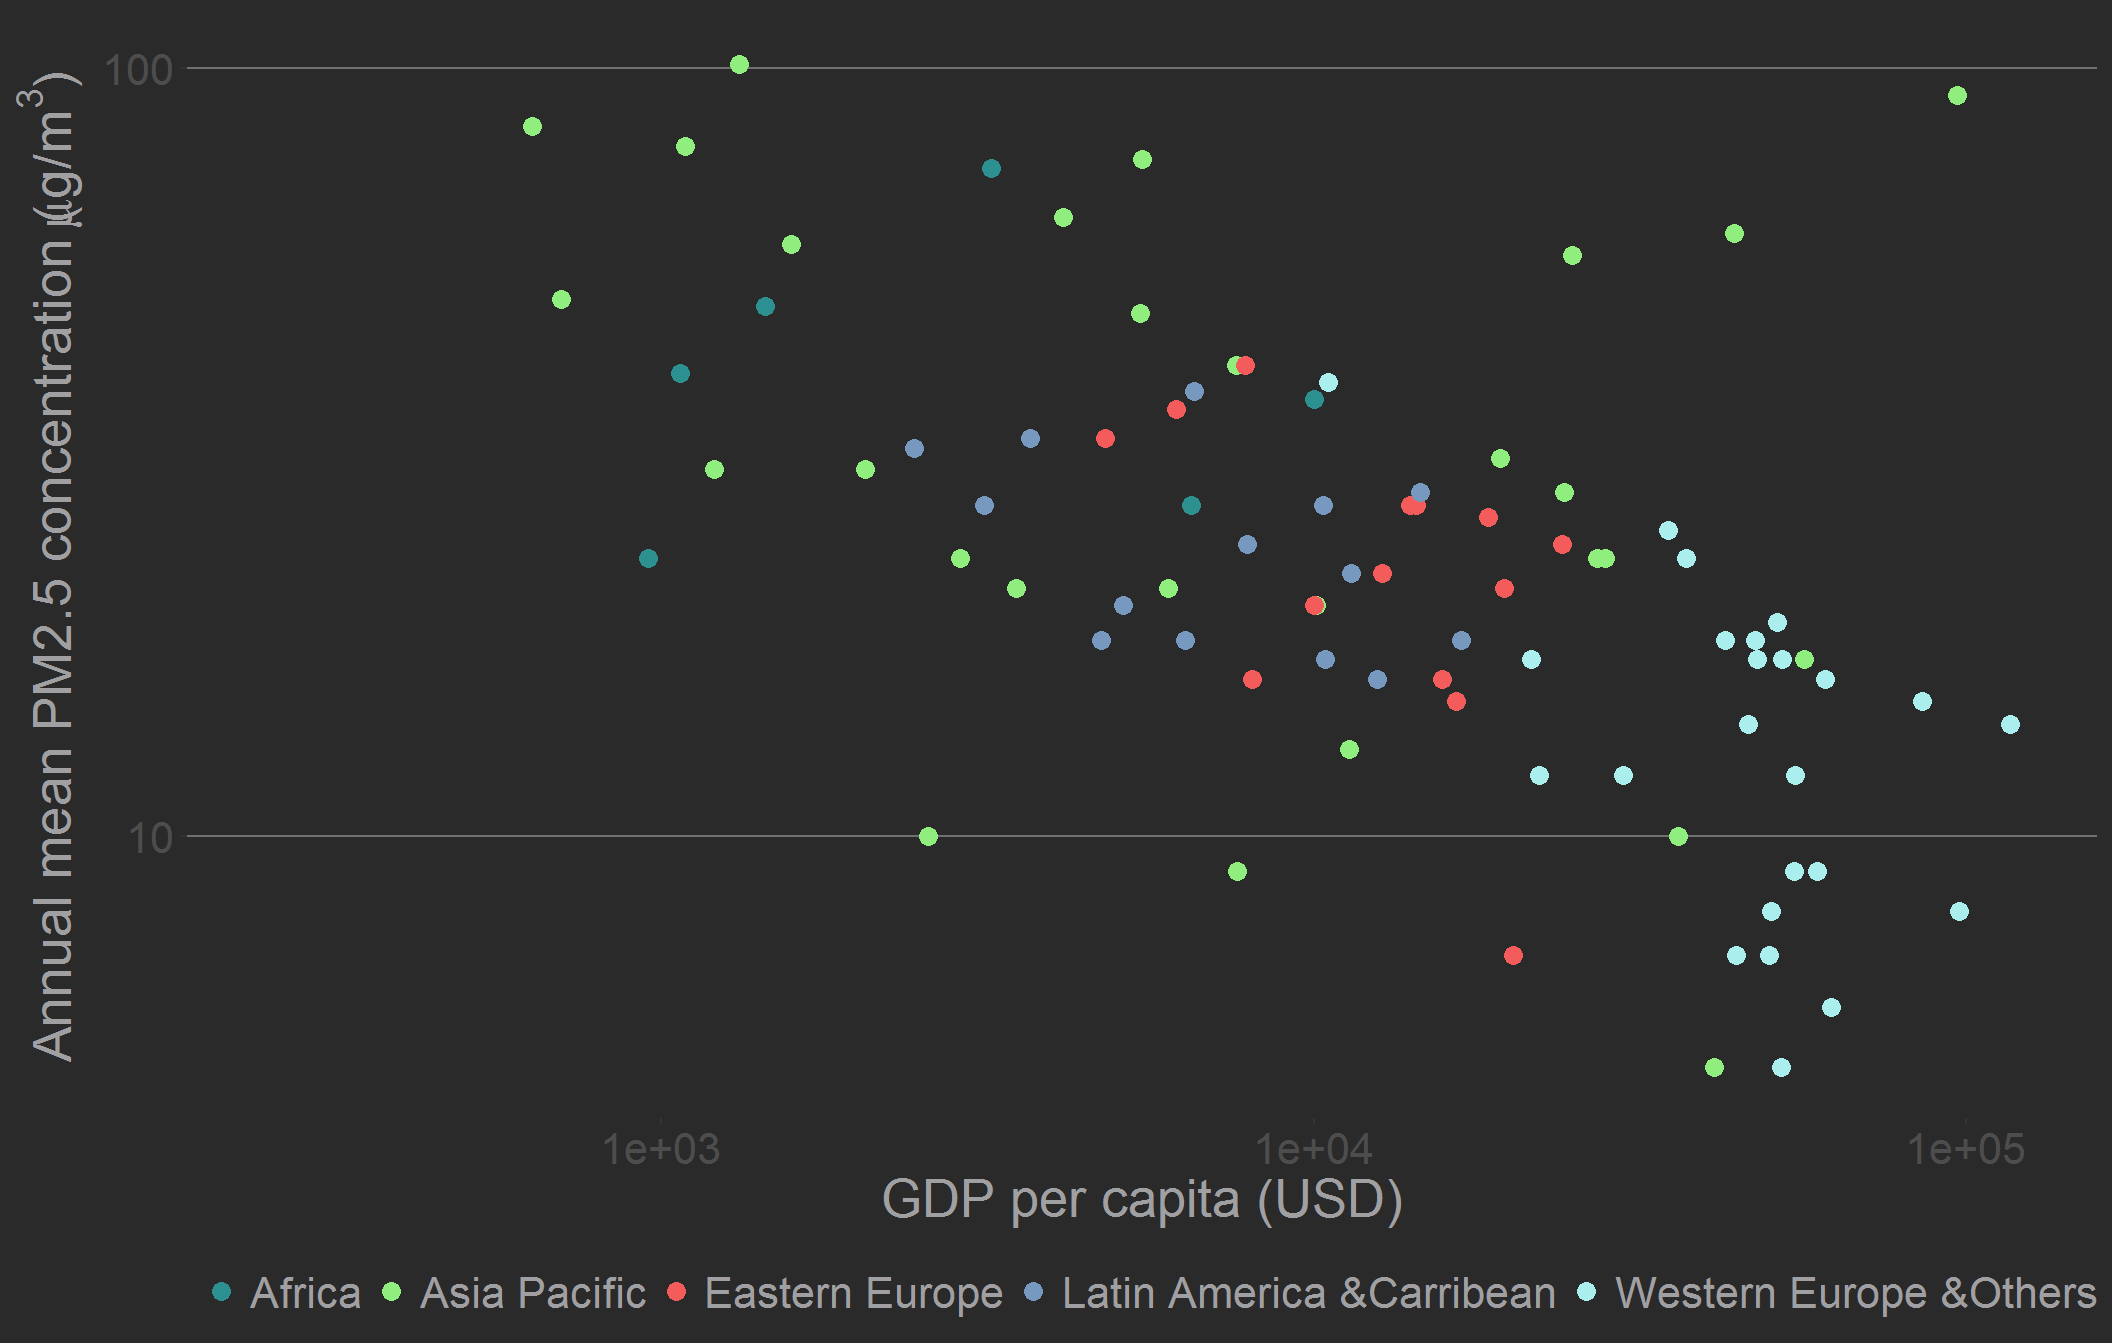 100
10
Annual mean PM2.5 concentration (µg/m³)
1e+03 1e+04 1e+05
GDP per capita (USD)
Africa Asia Pacific Eastern Europe Latin America &Carribean Western Europe &Others